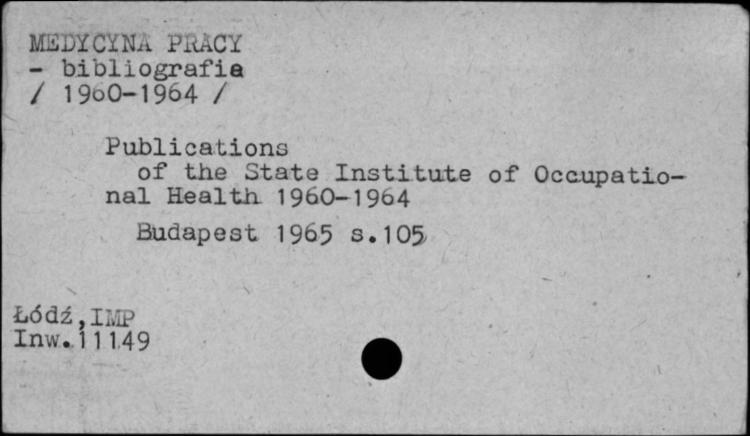 MEDYCYNA PRACY
- bibliografia
/ 1960-1964 /
Publications
of the State Institute of Occupatio-
nal Health 1960-1964
Budapest 1965 s.105
Łódź,IMP
Inw.11149